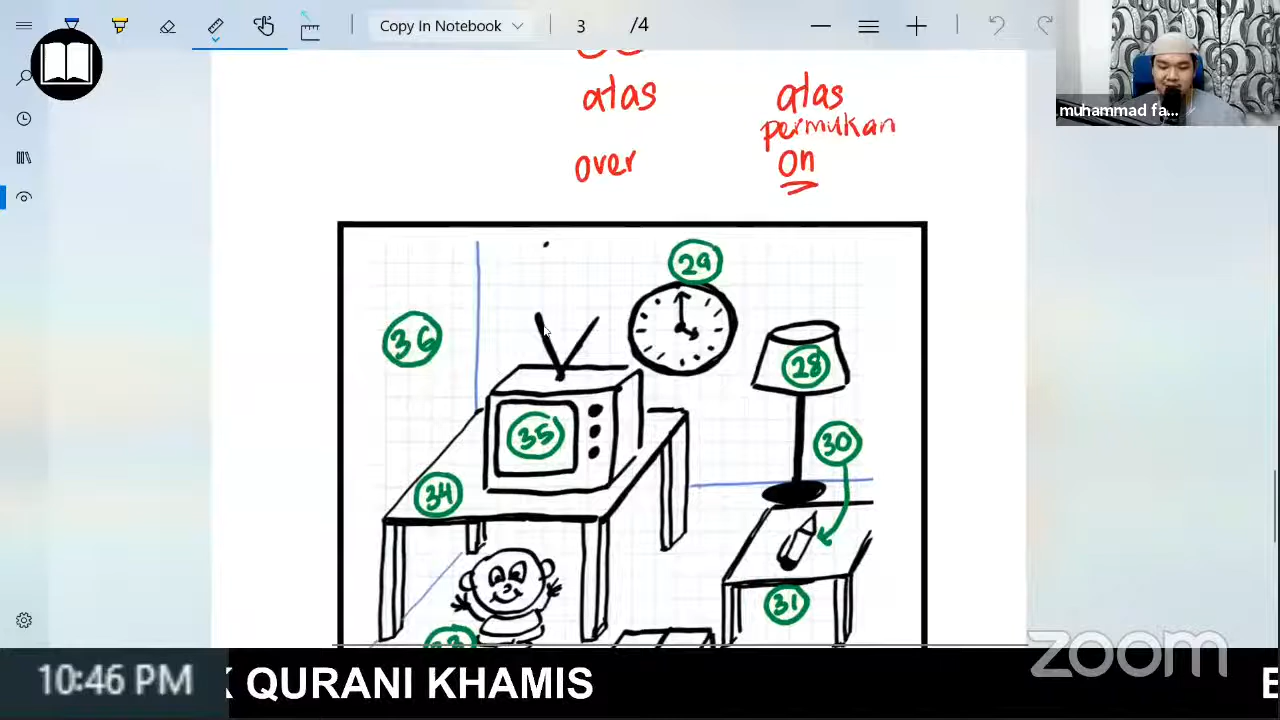 Copy In Notebook
3 /4
muhammad fa...
atas atas
permukan
over on
29
36
28
35
30
34
31
zoom
10:46 PM QURANI KHAMIS